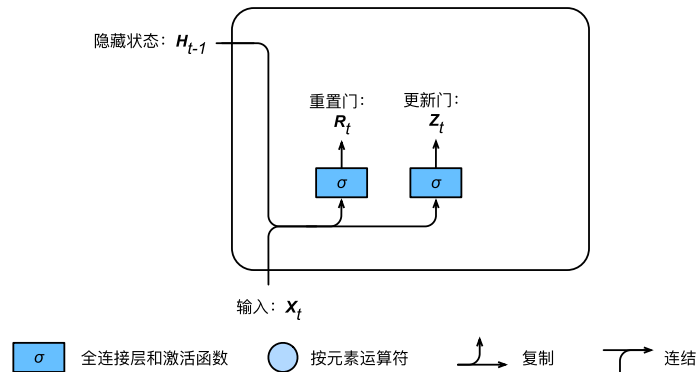 隐藏状态：H_{t-1}
重置门：
R_t
更新门：
Z_t
σ
σ
输入：X_t
σ 全连接层和激活函数 按元素运算符 复制 连结